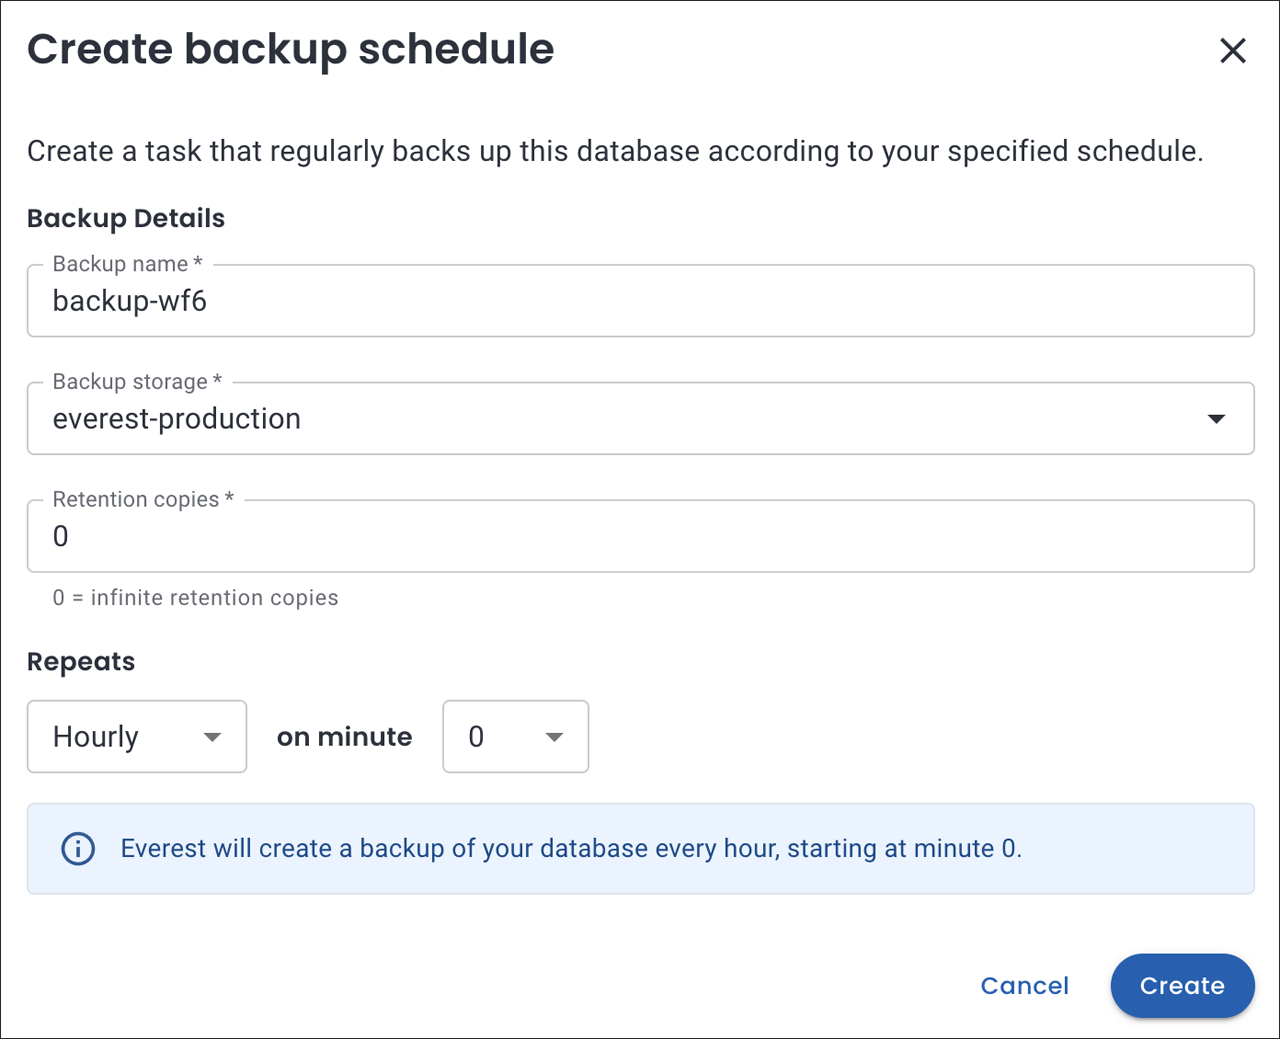 Create backup schedule
Create a task that regularly backs up this database according to your specified schedule.
Backup Details
Backup name *
backup-wf6
Backup storage *
everest-production
Retention copies *
0
0 = infinite retention copies
Repeats
Hourly on minute 0
Everest will create a backup of your database every hour, starting at minute 0.
Cancel Create